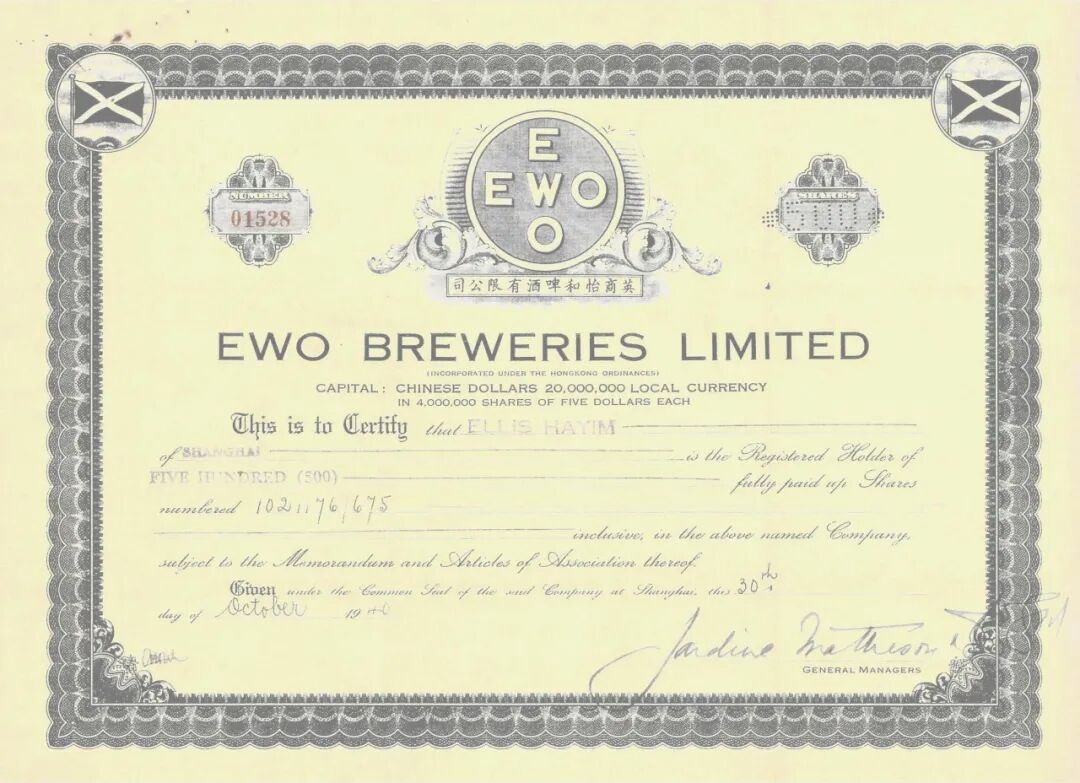 NUMBER
01528
SHARES
500
E
EWO
O
英商怡和啤酒有限公司
EWO BREWERIES LIMITED
(INCORPORATED UNDER THE HONGKONG ORDINANCES)
CAPITAL: CHINESE DOLLARS 20,000,000 LOCAL CURRENCY
IN 4,000,000 SHARES OF FIVE DOLLARS EACH
This is to Certify that ELLIS HAYIM
of SHANGHAI is the Registered Holder of
FIVE HUNDRED (500) fully paid up Shares
numbered 1021176/675
inclusive, in the above named Company,
subject to the Memorandum and Articles of Association thereof.
Given under the Common Seal of the said Company at Shanghai, this 30th
day of October 1940
Jardine Matheson &
GENERAL MANAGERS